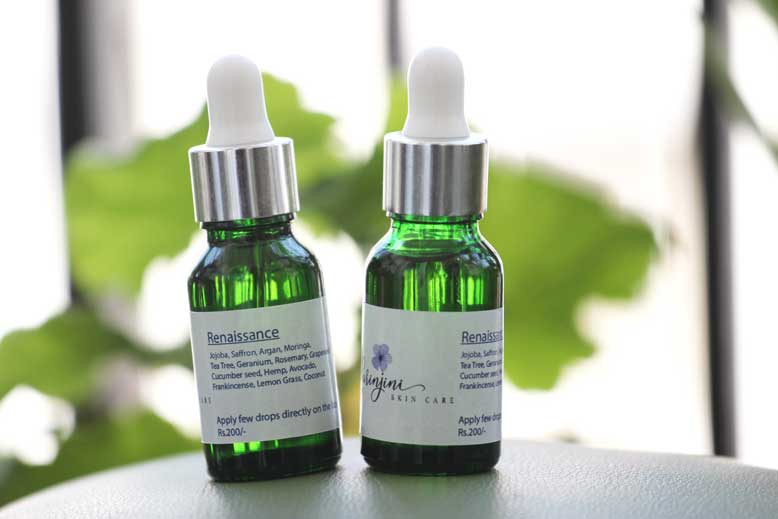 Renaissance
Jojoba, Saffron, Argan, Moringa,
Tea Tree, Geranium, Rosemary,
Cucumber seed, Hemp, Avocado,
Frankincense, Lemon Grass, Coconut
Apply few drops directly on the
Rs.200/-
SKIN CARE
Renaissance
Jojoba, Saffron,
Tea Tree,
Cucumber
Frankincense,
Apply few drops
Rs.200/-